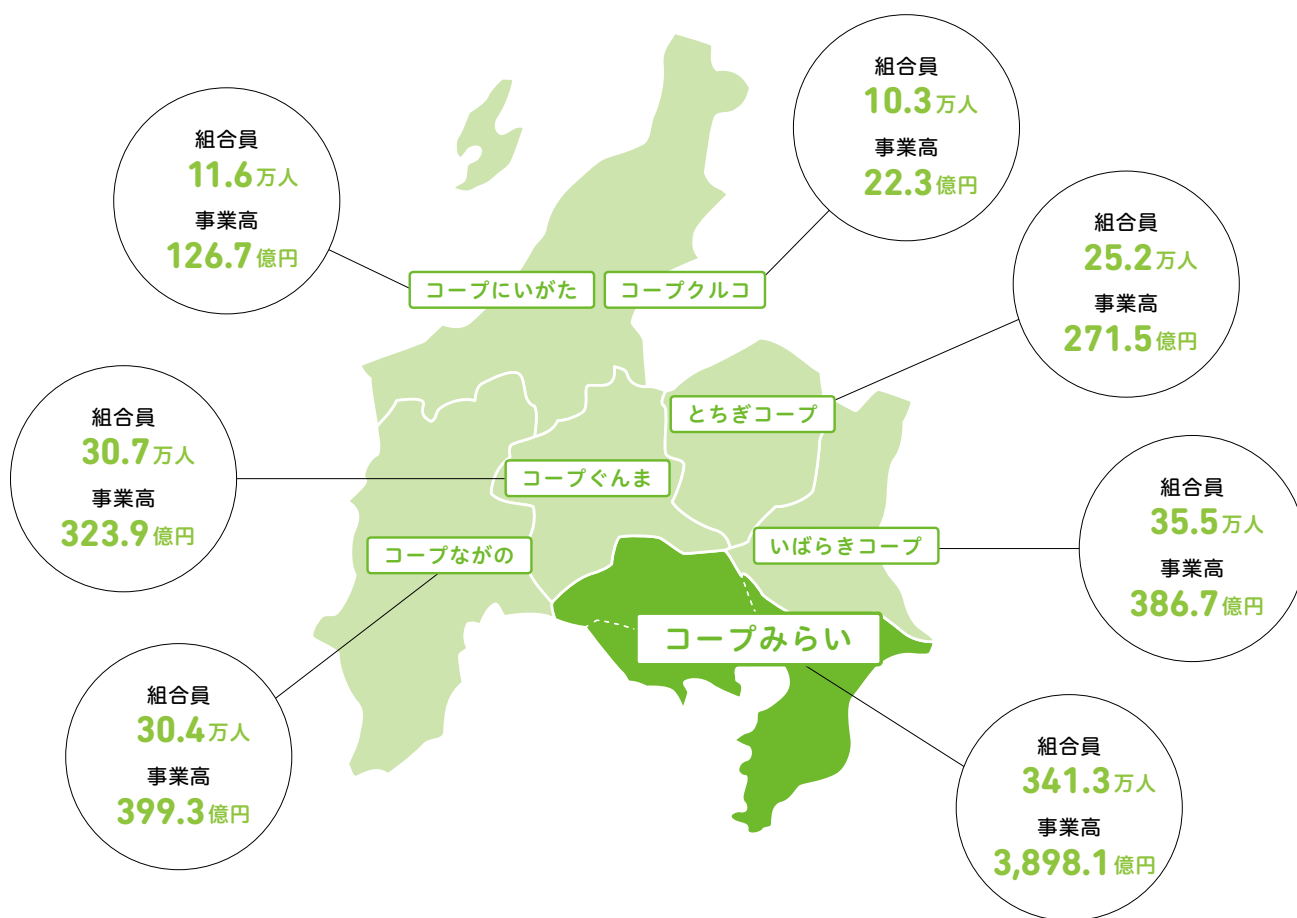 組合員
10.3万人
事業高
22.3億円
組合員
11.6万人
事業高
126.7億円
組合員
25.2万人
事業高
271.5億円
コープにいがた
コープクルコ
とちぎコープ
組合員
30.7万人
事業高
323.9億円
コープぐんま
組合員
35.5万人
事業高
386.7億円
コープながの
いばらきコープ
コープみらい
組合員
30.4万人
事業高
399.3億円
組合員
341.3万人
事業高
3,898.1億円